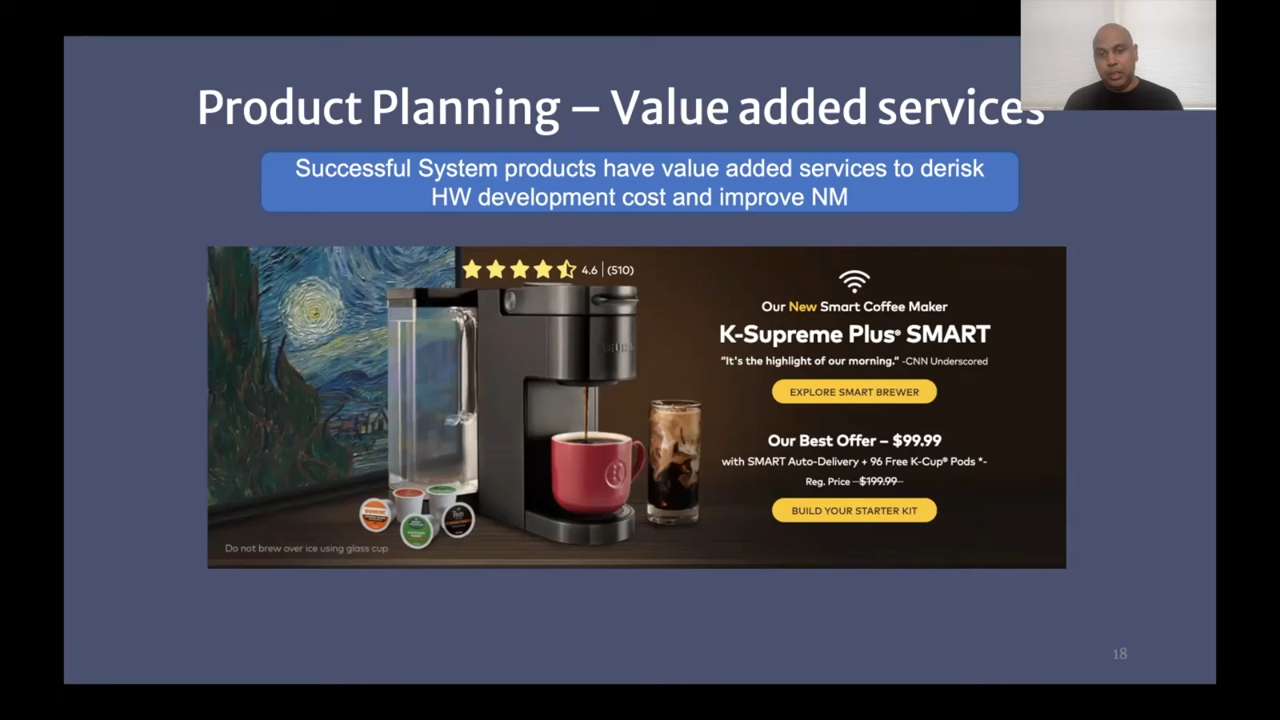 Product Planning – Value added services
Successful System products have value added services to derisk
HW development cost and improve NM
4.6 | (510)
Our New Smart Coffee Maker
K-Supreme Plus® SMART
"It's the highlight of our morning." -CNN Underscored
EXPLORE SMART BREWER
Our Best Offer – $99.99
with SMART Auto-Delivery + 96 Free K-Cup® Pods *-
Reg. Price $199.99
BUILD YOUR STARTER KIT
Do not brew over ice using glass cup
18